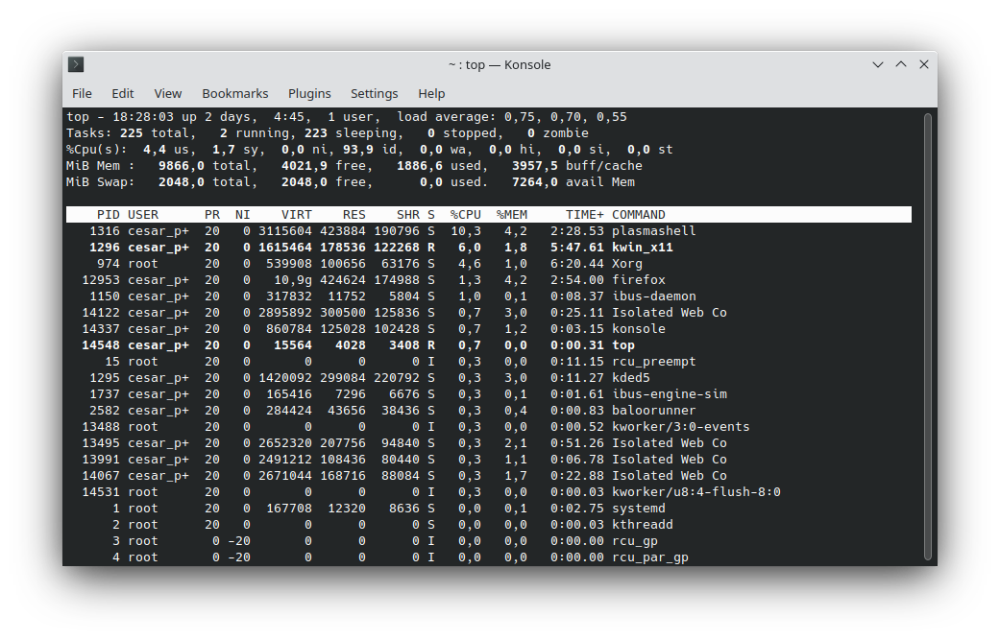 ~ : top — Konsole
File Edit View Bookmarks Plugins Settings Help
top - 18:28:03 up 2 days,  4:45,  1 user,  load average: 0,75, 0,70, 0,55
Tasks: 225 total,   2 running, 223 sleeping,   0 stopped,   0 zombie
%Cpu(s):  4,4 us,  1,7 sy,  0,0 ni, 93,9 id,  0,0 wa,  0,0 hi,  0,0 si,  0,0 st
MiB Mem :   9866,0 total,   4021,9 free,   1886,6 used,   3957,5 buff/cache
MiB Swap:   2048,0 total,   2048,0 free,      0,0 used.   7264,0 avail Mem
    PID USER      PR  NI    VIRT    RES    SHR S  %CPU  %MEM     TIME+ COMMAND
   1316 cesar_p+  20   0 3115604 423884 190796 S  10,3   4,2   2:28.53 plasmashell
   1296 cesar_p+  20   0 1615464 178536 122268 R   6,0   1,8   5:47.61 kwin_x11
    974 root      20   0  539908 100656  63176 S   4,6   1,0   6:20.44 Xorg
  12953 cesar_p+  20   0   10,9g 424624 174988 S   1,3   4,2   2:54.00 firefox
   1150 cesar_p+  20   0  317832  11752   5804 S   1,0   0,1   0:08.37 ibus-daemon
  14122 cesar_p+  20   0 2895892 300500 125836 S   0,7   3,0   0:25.11 Isolated Web Co
  14337 cesar_p+  20   0  860784 125028 102428 S   0,7   1,2   0:03.15 konsole
  14548 cesar_p+  20   0   15564   4028   3408 R   0,7   0,0   0:00.31 top
     15 root      20   0       0      0      0 I   0,3   0,0   0:11.15 rcu_preempt
   1295 cesar_p+  20   0 1420092 299084 220792 S   0,3   3,0   0:11.27 kded5
   1737 cesar_p+  20   0  165416   7296   6676 S   0,3   0,1   0:01.61 ibus-engine-sim
   2582 cesar_p+  20   0  284424  43656  38436 S   0,3   0,4   0:00.83 baloorunner
  13488 root      20   0       0      0      0 I   0,3   0,0   0:00.52 kworker/3:0-events
  13495 cesar_p+  20   0 2652320 207756  94840 S   0,3   2,1   0:51.26 Isolated Web Co
  13991 cesar_p+  20   0 2491212 108436  80440 S   0,3   1,1   0:06.78 Isolated Web Co
  14067 cesar_p+  20   0 2671044 168716  88084 S   0,3   1,7   0:22.88 Isolated Web Co
  14531 root      20   0       0      0      0 I   0,3   0,0   0:00.03 kworker/u8:4-flush-8:0
      1 root      20   0  167708  12320   8636 S   0,0   0,1   0:02.75 systemd
      2 root      20   0       0      0      0 S   0,0   0,0   0:00.03 kthreadd
      3 root       0 -20       0      0      0 I   0,0   0,0   0:00.00 rcu_gp
      4 root       0 -20       0      0      0 I   0,0   0,0   0:00.00 rcu_par_gp